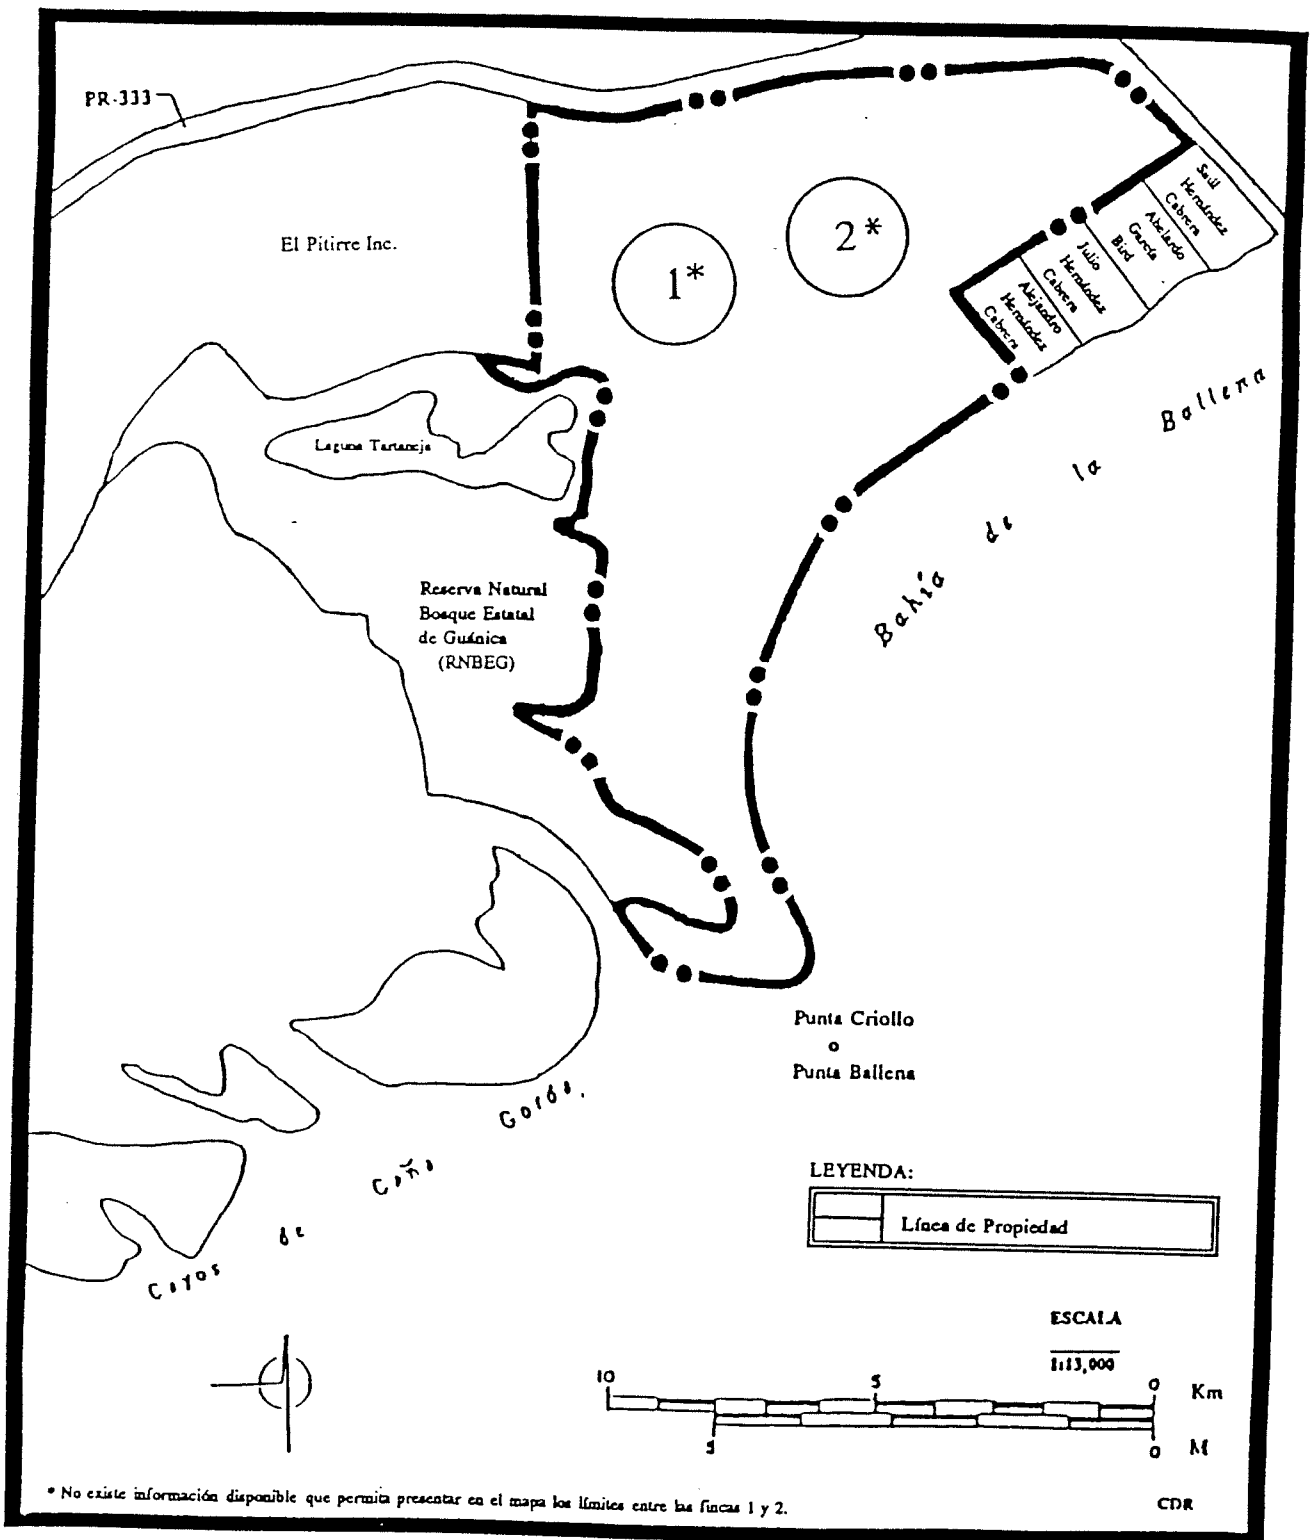 PR-333
El Pitirre Inc.
1*
2*
Saúl
Hernández
Cabrera
Abelardo
García
Bird
Julio
Hernández
Cabrera
Alejandro
Hernández
Cabrera
Laguna Tartaneja
Bahía de la Ballena
Reserva Natural
Bosque Estatal
de Guánica
(RNBEG)
Punta Criollo
o
Punta Ballena
Cayos de Caño Gordo
LEYENDA:
Línea de Propiedad
ESCALA
1:13,000
10 5 0 Km
5 0 M
* No existe información disponible que permita presentar en el mapa los límites entre las fincas 1 y 2.
CDR